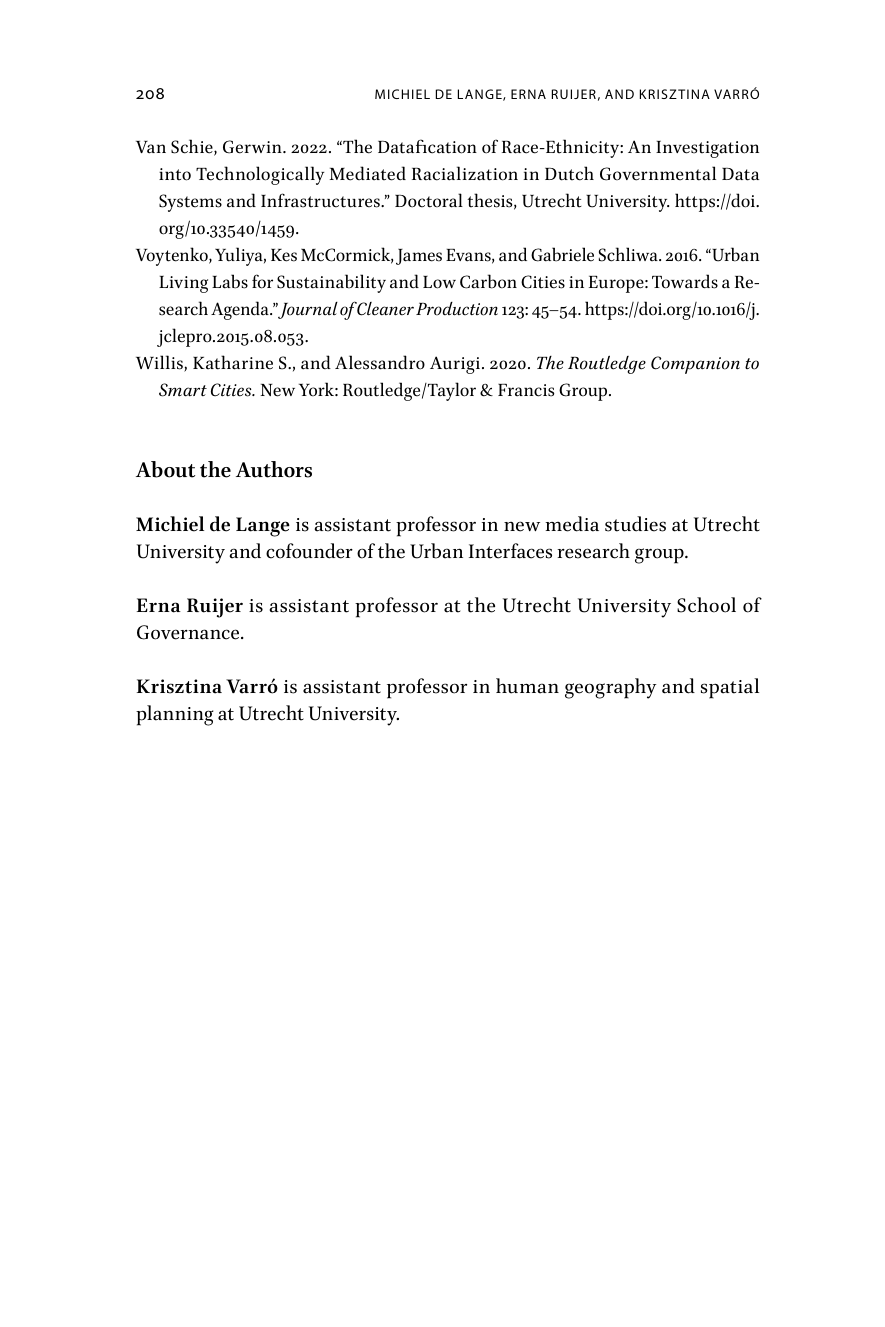 208
MICHIEL DE LANGE, ERNA RUIJER, AND KRISZTINA VARRÓ
Van Schie, Gerwin. 2022. “The Datafication of Race-Ethnicity: An Investigation
into Technologically Mediated Racialization in Dutch Governmental Data
Systems and Infrastructures.” Doctoral thesis, Utrecht University. https://doi.
org/10.33540/1459.
Voytenko, Yuliya, Kes McCormick, James Evans, and Gabriele Schliwa. 2016. “Urban
Living Labs for Sustainability and Low Carbon Cities in Europe: Towards a Re-
search Agenda.” Journal of Cleaner Production 123: 45–54. https://doi.org/10.1016/j.
jclepro.2015.08.053.
Willis, Katharine S., and Alessandro Aurigi. 2020. The Routledge Companion to
Smart Cities. New York: Routledge/Taylor & Francis Group.
About the Authors
Michiel de Lange is assistant professor in new media studies at Utrecht
University and cofounder of the Urban Interfaces research group.
Erna Ruijer is assistant professor at the Utrecht University School of
Governance.
Krisztina Varró is assistant professor in human geography and spatial
planning at Utrecht University.